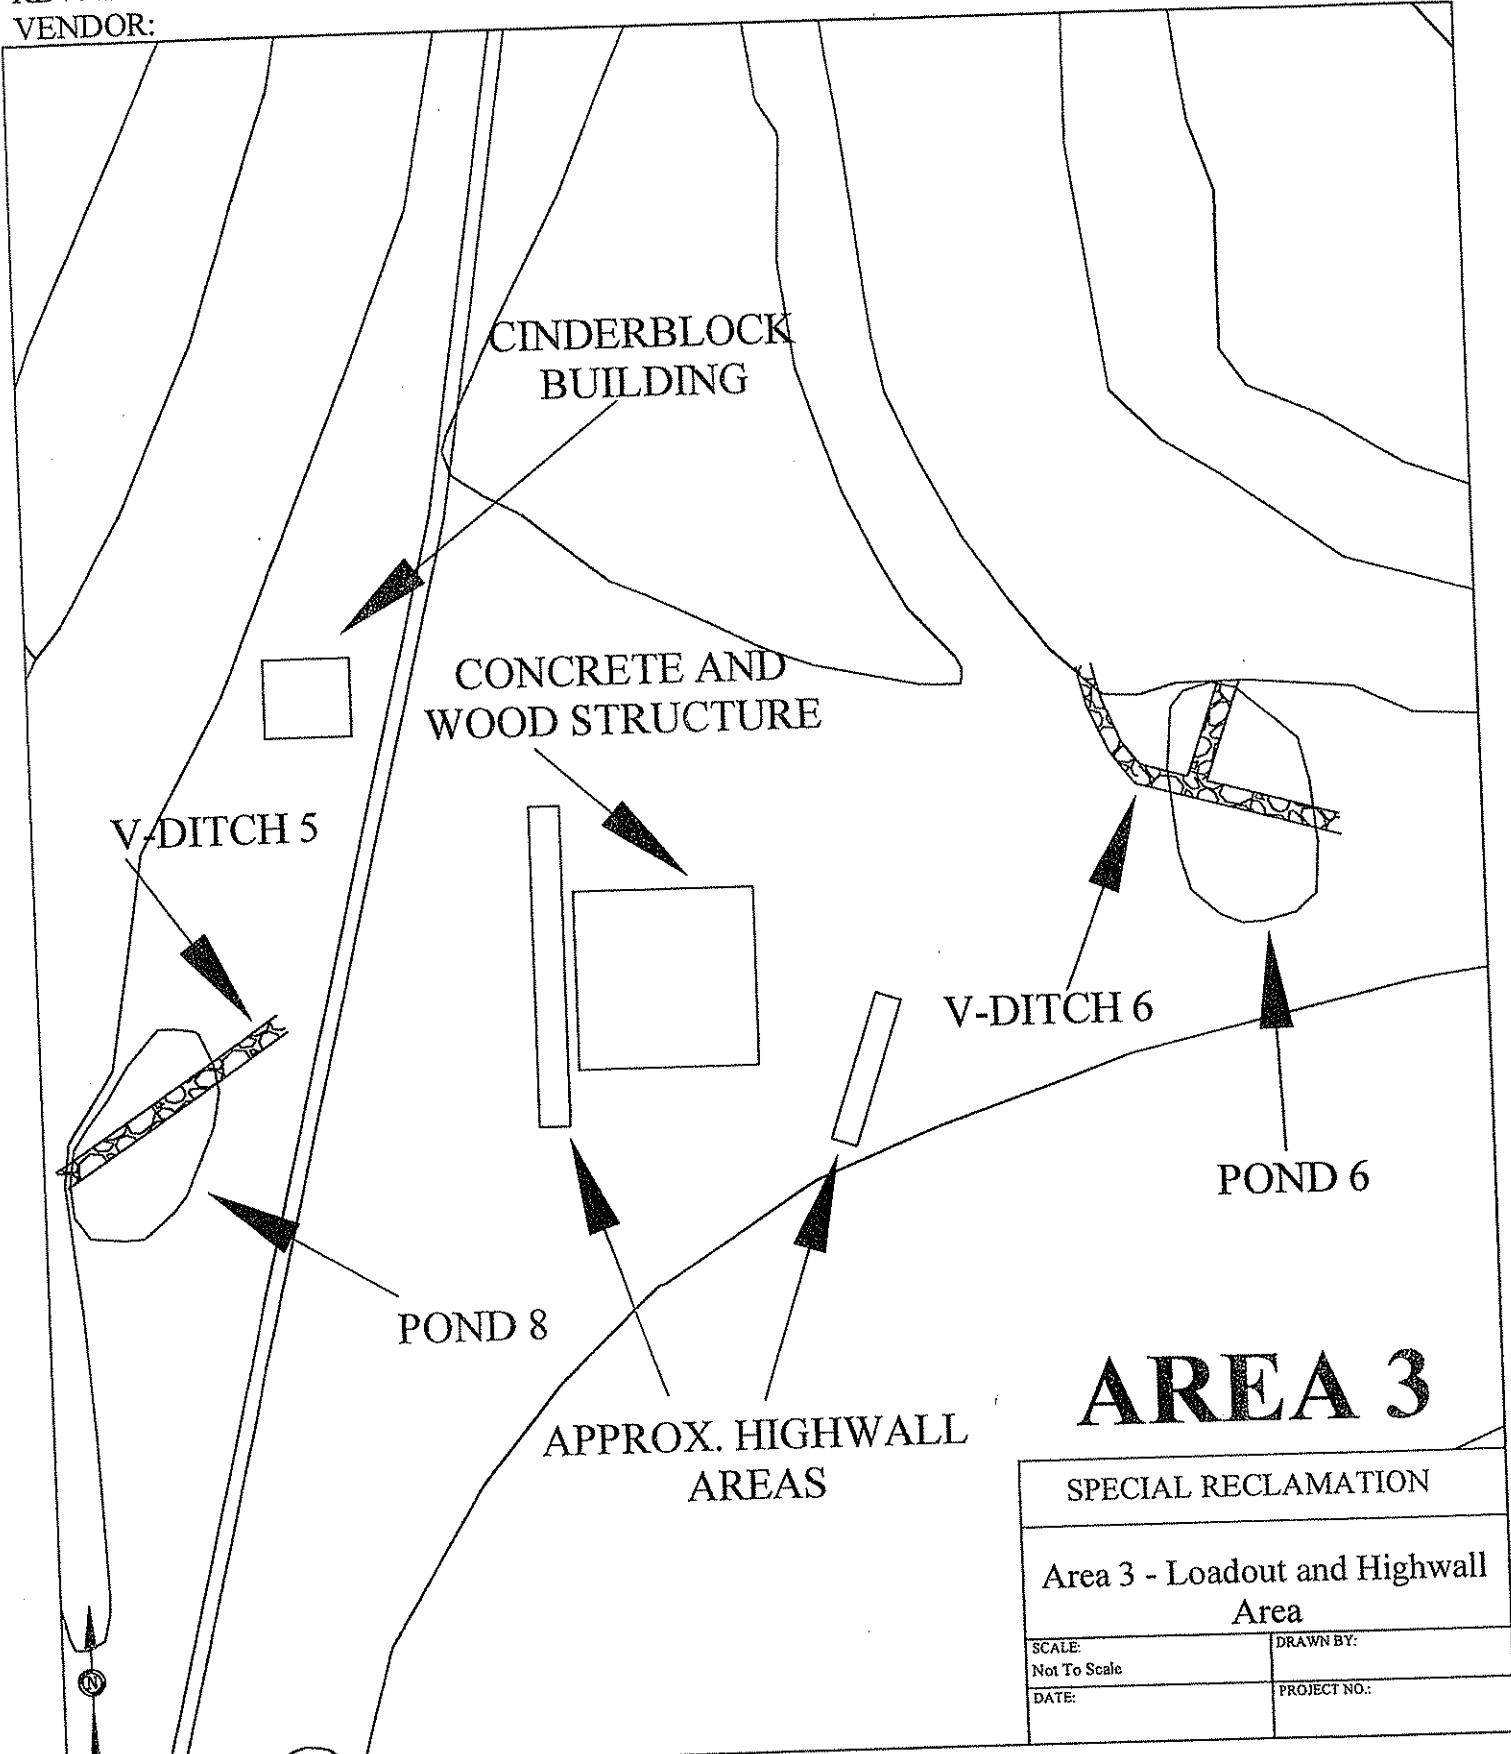 VENDOR:
CINDERBLOCK
BUILDING
CONCRETE AND
WOOD STRUCTURE
V-DITCH 5
V-DITCH 6
POND 6
POND 8
APPROX. HIGHWALL
AREAS
AREA 3
SPECIAL RECLAMATION
Area 3 - Loadout and Highwall
Area
SCALE:
Not To Scale
DRAWN BY:
DATE:
PROJECT NO.:
N